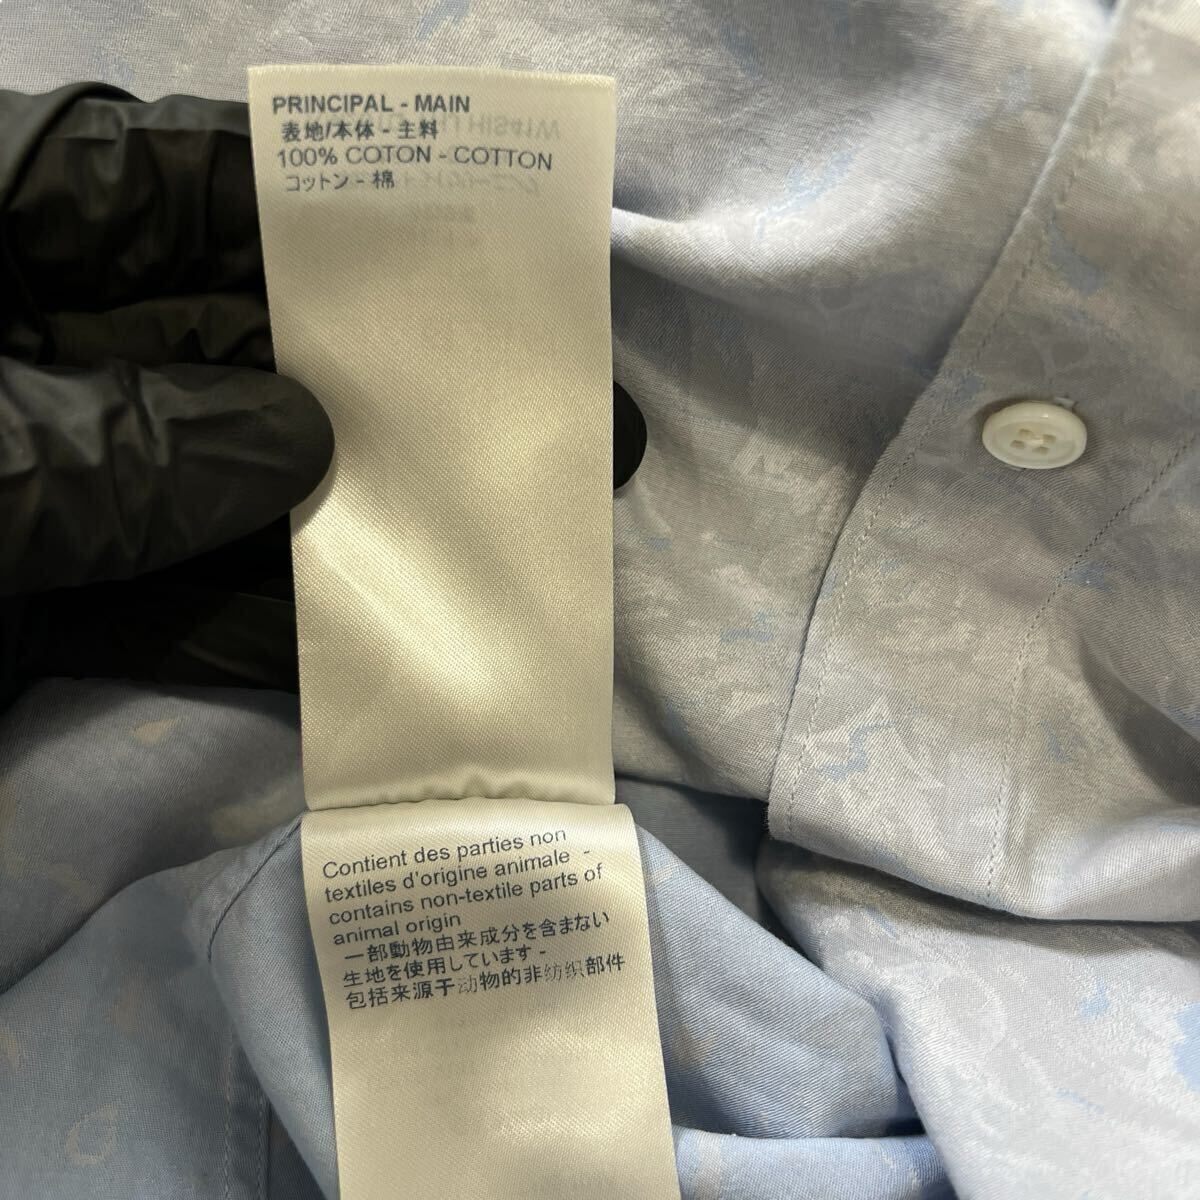 PRINCIPAL - MAIN
表地/本体 - 主料
100% COTON - COTTON
コットン - 棉
Contient des parties non
textiles d'origine animale -
contains non-textile parts of
animal origin
一部動物由来成分を含まない
生地を使用しています -
包括来源于动物的非纺织部件